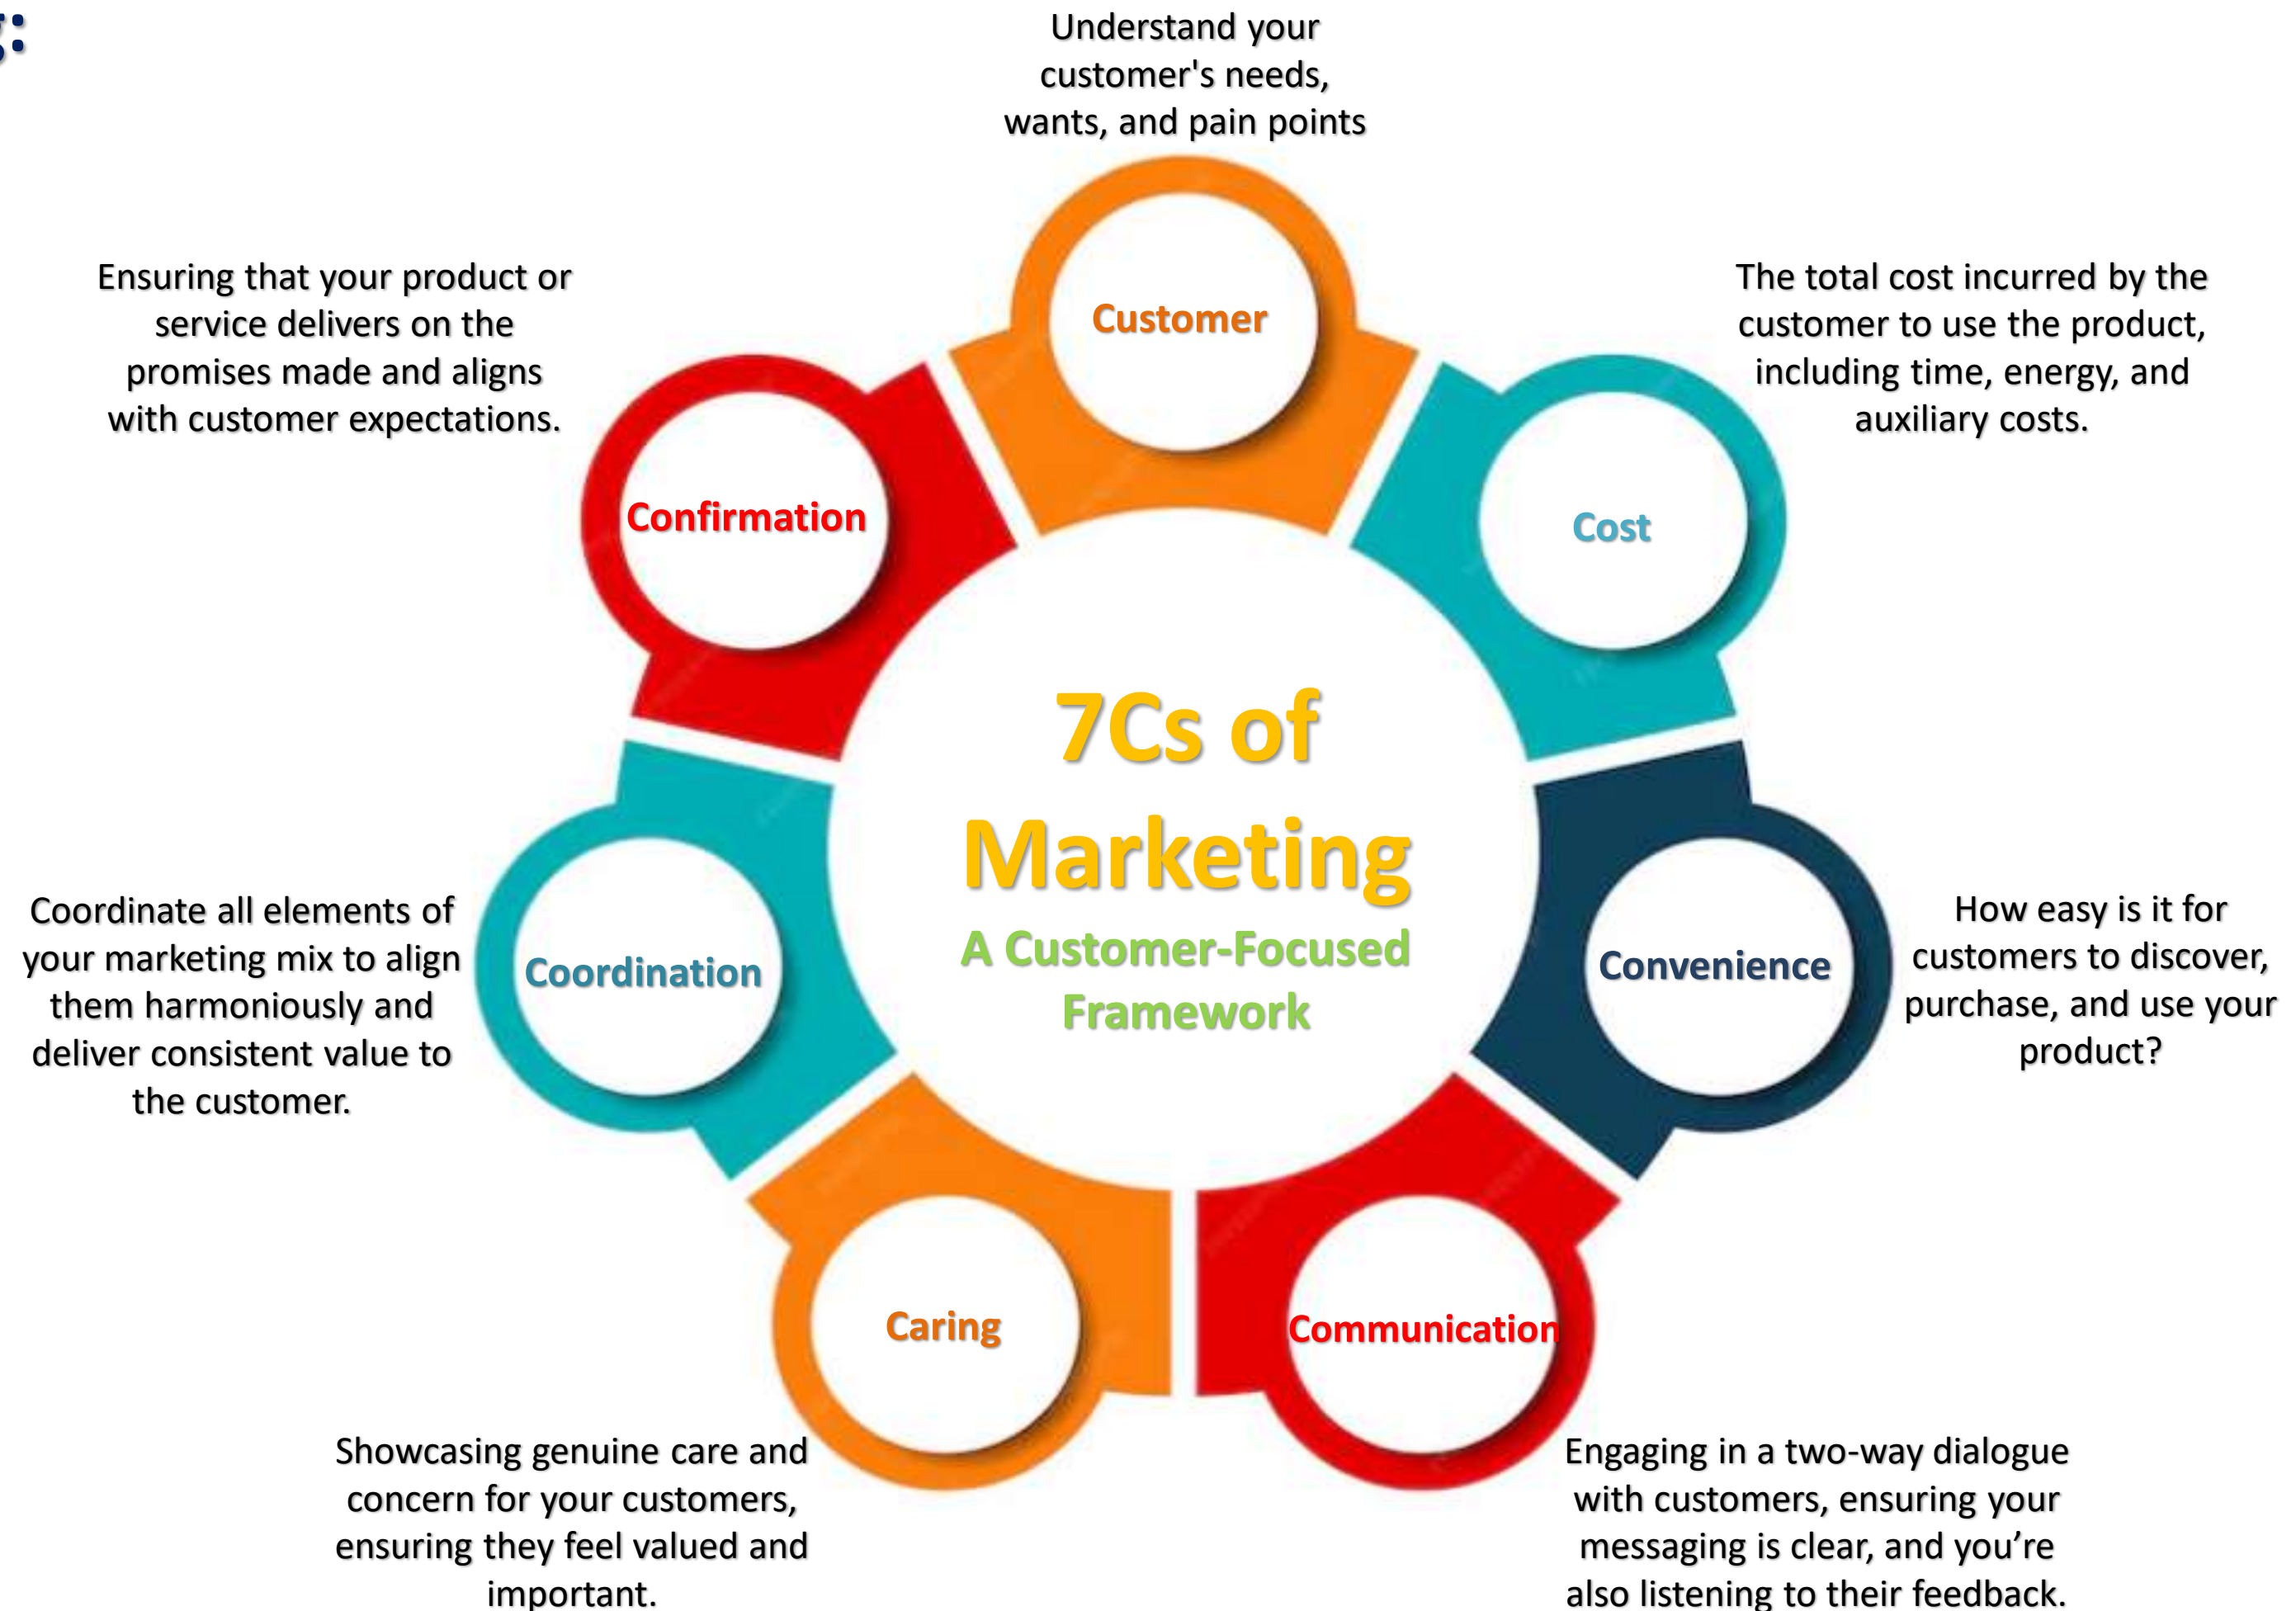 g:
Understand your
customer's needs,
wants, and pain points
Customer
The total cost incurred by the
customer to use the product,
including time, energy, and
auxiliary costs.
Cost
How easy is it for
customers to discover,
purchase, and use your
product?
Convenience
Engaging in a two-way dialogue
with customers, ensuring your
messaging is clear, and you’re
also listening to their feedback.
Communication
Showcasing genuine care and
concern for your customers,
ensuring they feel valued and
important.
Caring
Coordinate all elements of
your marketing mix to align
them harmoniously and
deliver consistent value to
the customer.
Coordination
Ensuring that your product or
service delivers on the
promises made and aligns
with customer expectations.
Confirmation
7Cs of
Marketing
A Customer-Focused
Framework